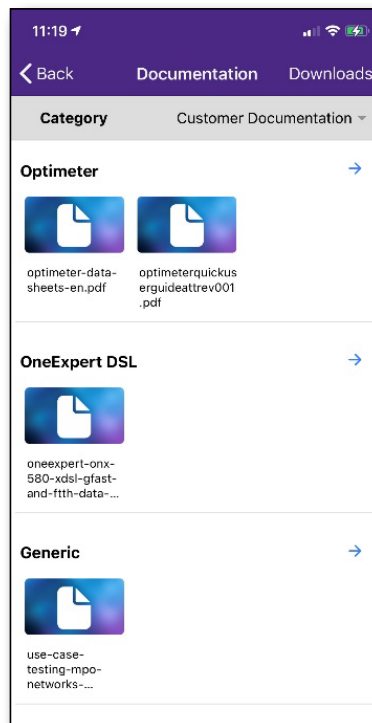 11:19
Back Documentation Downloads
Category Customer Documentation
Optimeter
optimeter-data- optimeterquickus
sheets-en.pdf erguideattrev001
.pdf
OneExpert DSL
oneexpert-onx-
580-xdsl-gfast-
and-ftth-data-...
Generic
use-case-
testing-mpo-
networks-...